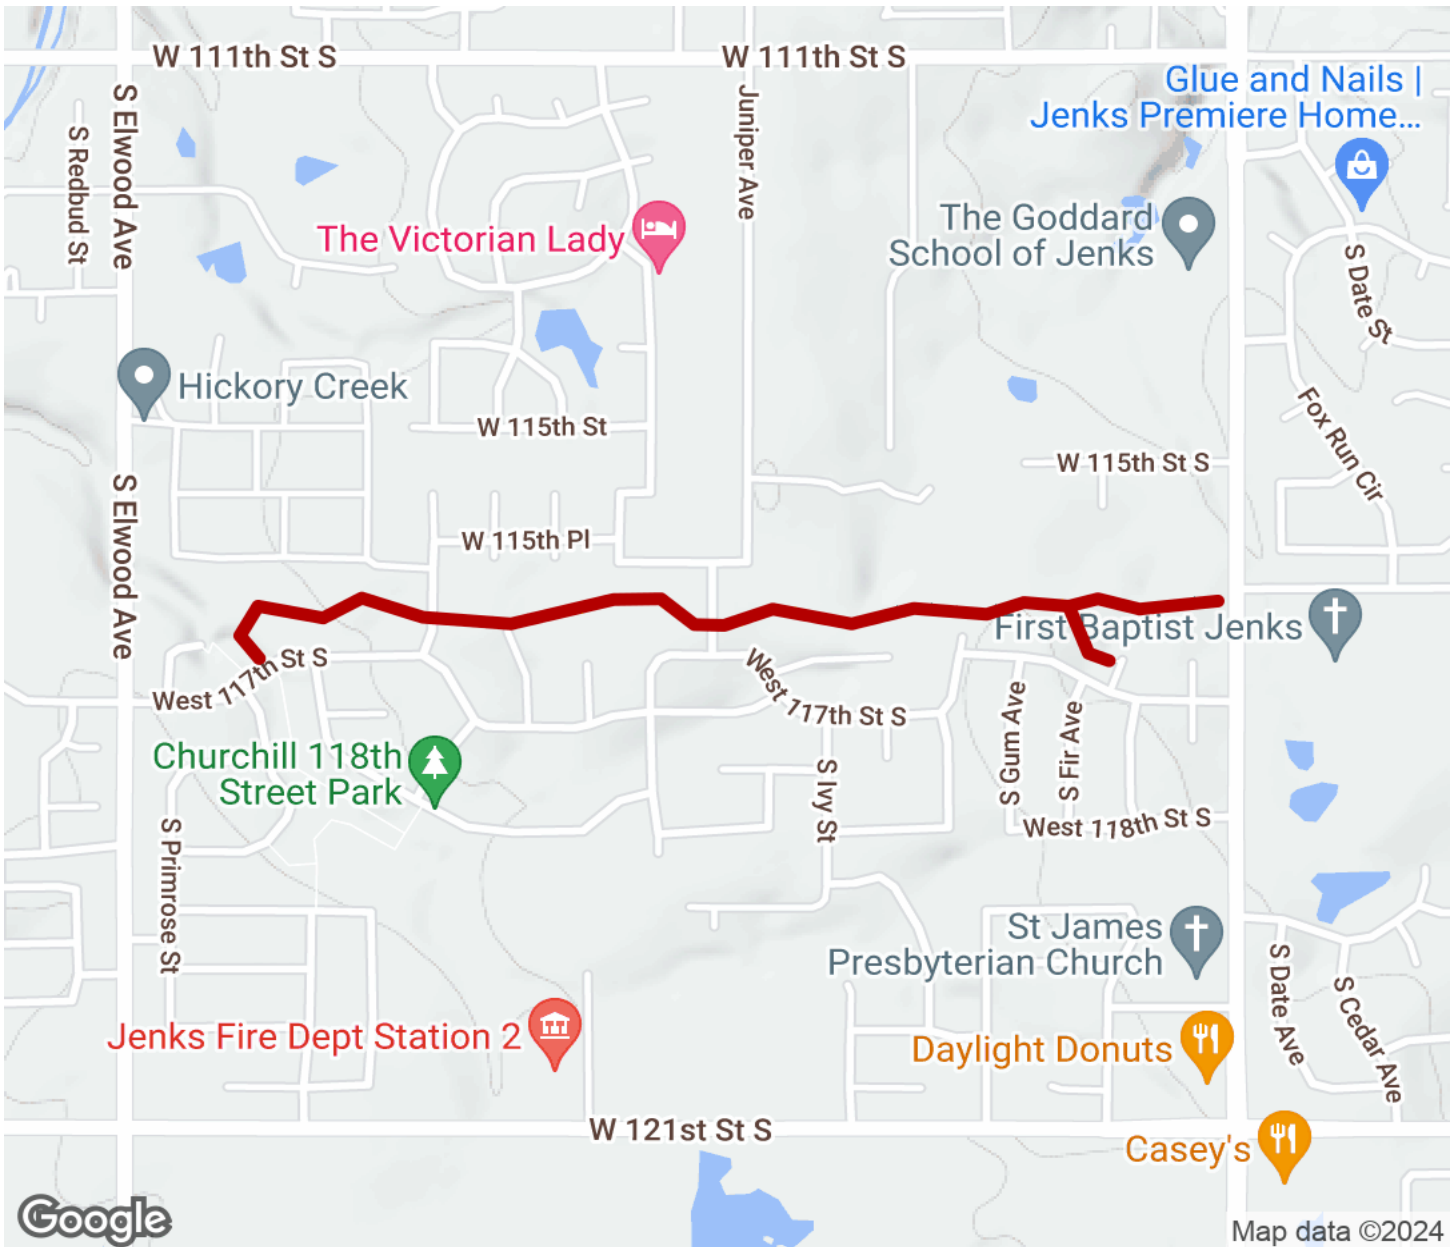 W 111th St S
W 111th St S
Glue and Nails |
Jenks Premiere Home...
S Elwood Ave
S Redbud St
Juniper Ave
The Victorian Lady
The Goddard
School of Jenks
S Date St
Hickory Creek
W 115th St
W 115th St S
Fox Run Cir
S Elwood Ave
W 115th Pl
First Baptist Jenks
West 117th St S
West 117th St S
S Gum Ave
S Fir Ave
Churchill 118th
Street Park
S Ivy St
West 118th St S
S Primrose St
St James
Presbyterian Church
S Date Ave
S Cedar Ave
Jenks Fire Dept Station 2
Daylight Donuts
W 121st St S
Casey's
Google
Map data ©2024